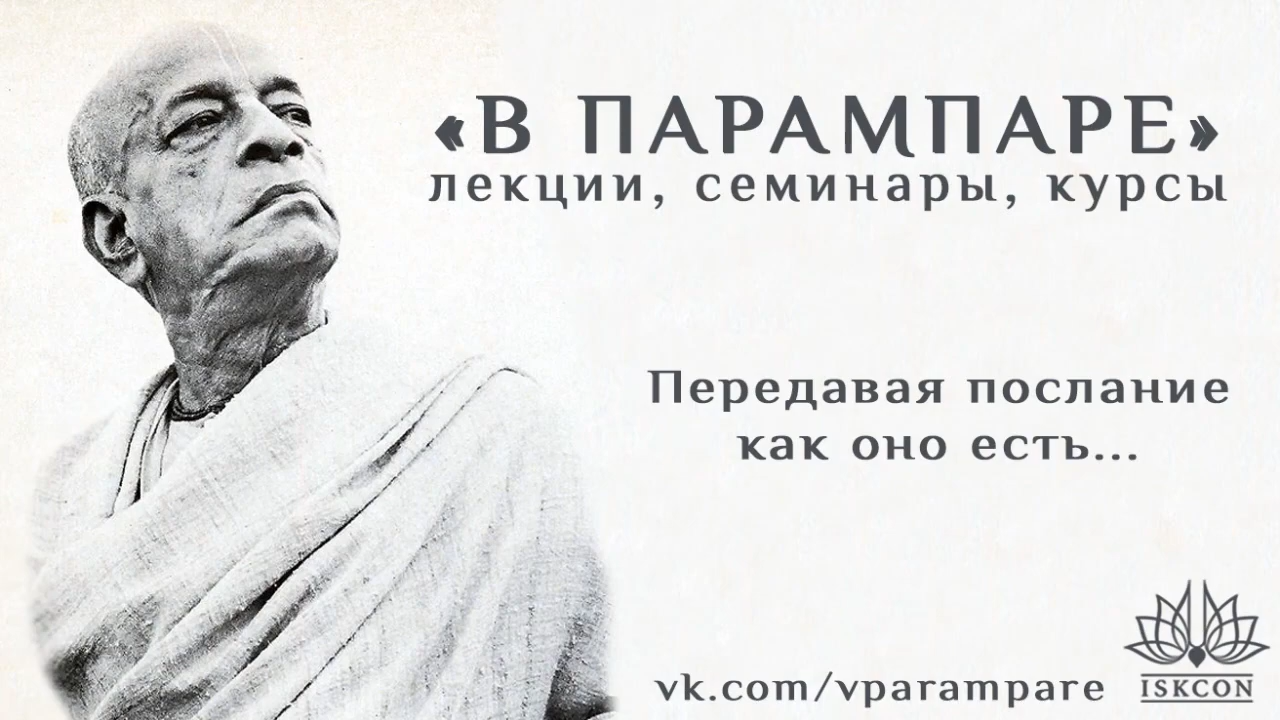 «В ПАРАМПАРЕ»
лекции, семинары, курсы
Передавая послание
как оно есть...
vk.com/vparampare
ISKCON